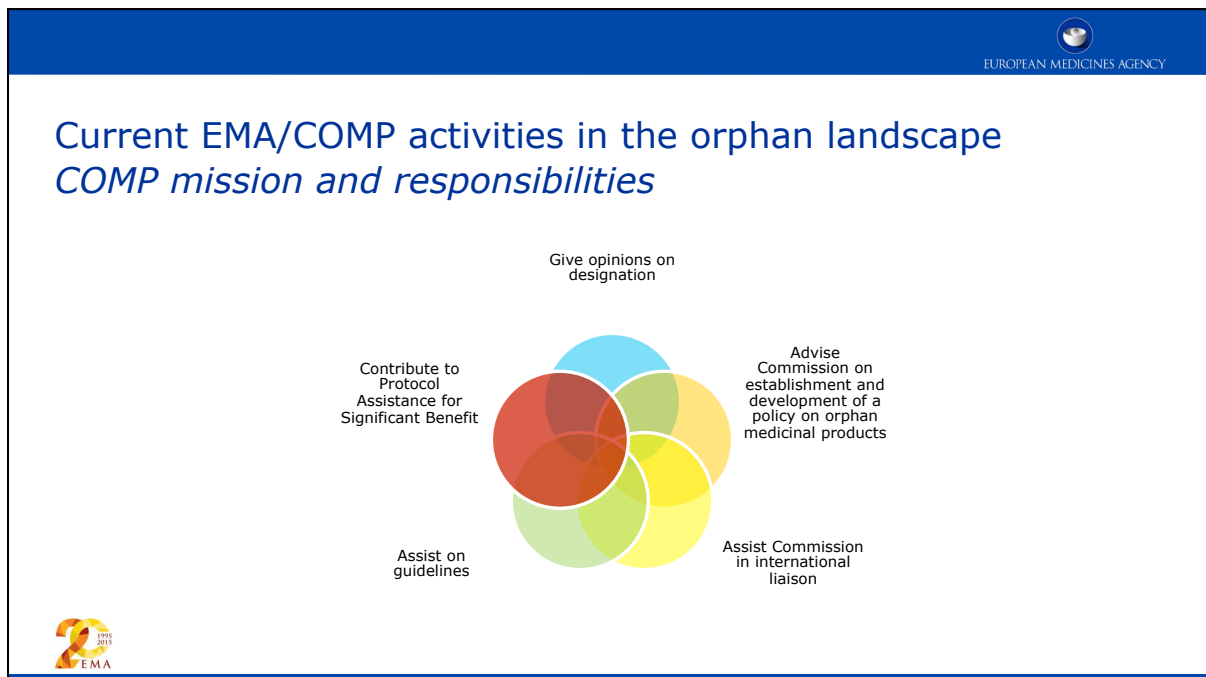 EUROPEAN MEDICINES AGENCY
Current EMA/COMP activities in the orphan landscape
COMP mission and responsibilities
Give opinions on
designation
Advise
Commission on
establishment and
development of a
policy on orphan
medicinal products
Assist Commission
in international
liaison
Assist on
guidelines
Contribute to
Protocol
Assistance for
Significant Benefit
20
1995
2015
EMA